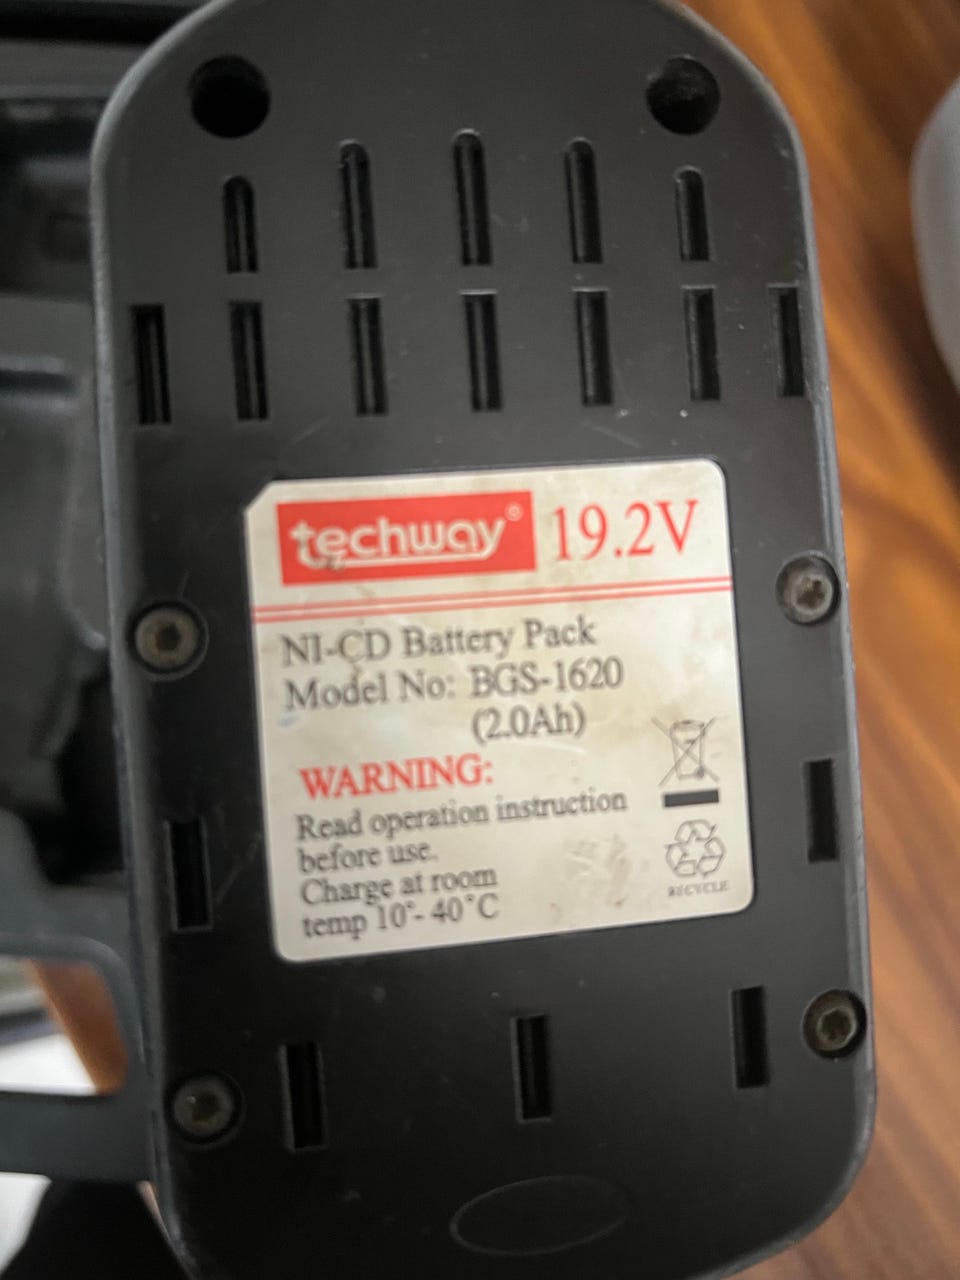 techway® 19.2V
NI-CD Battery Pack
Model No: BGS-1620
(2.0Ah)
WARNING:
Read operation instruction
before use.
Charge at room
temp 10°- 40°C
RECYCLE